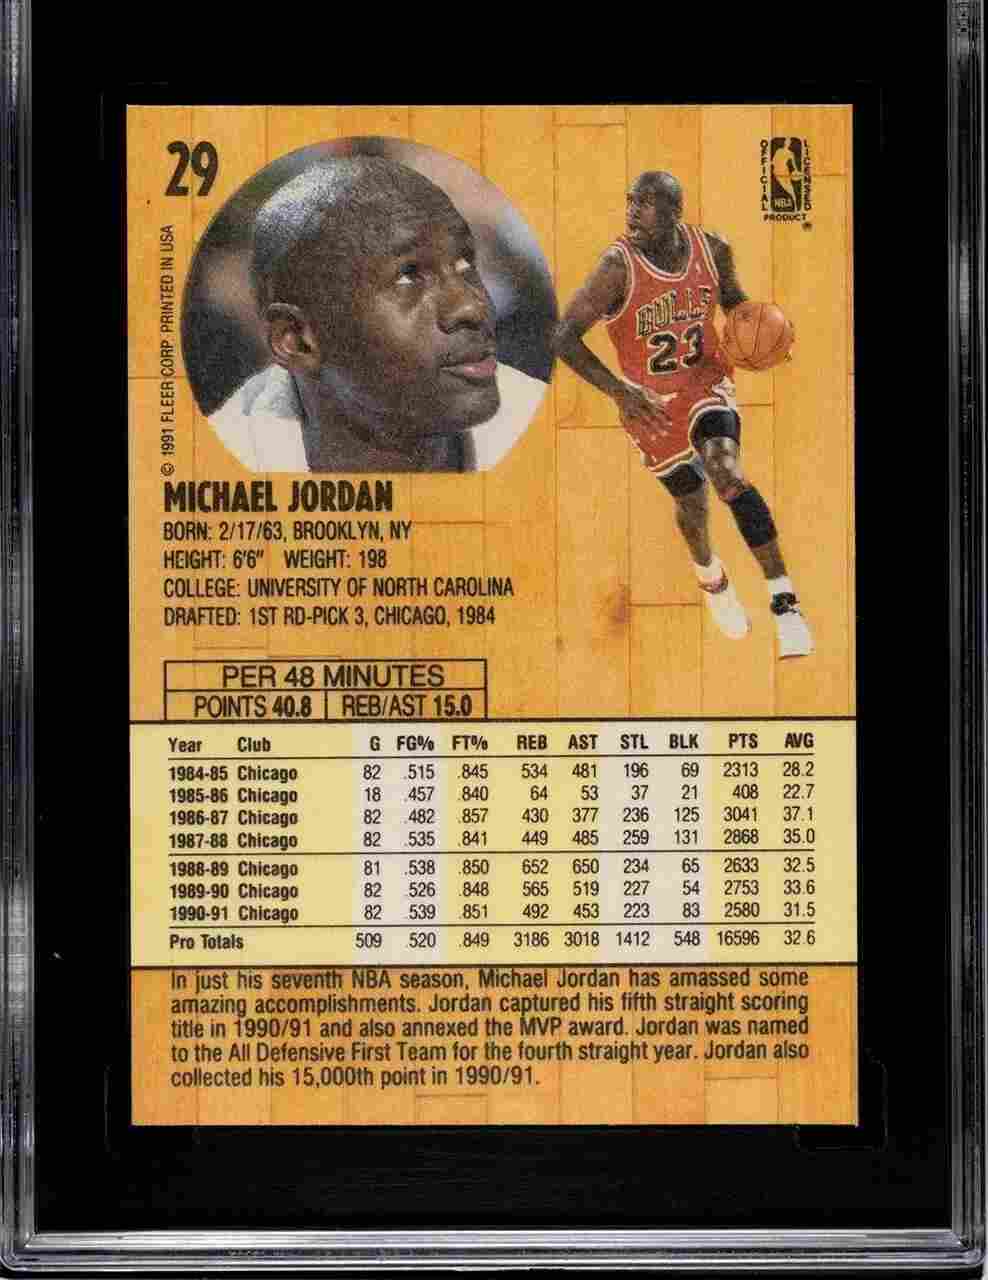 29
OFFICIAL LICENSED
NBA
PRODUCT ®
© 1991 FLEER CORP. PRINTED IN USA
BULLS
23
MICHAEL JORDAN
BORN: 2/17/63, BROOKLYN, NY
HEIGHT: 6'6" WEIGHT: 198
COLLEGE: UNIVERSITY OF NORTH CAROLINA
DRAFTED: 1ST RD-PICK 3, CHICAGO, 1984
PER 48 MINUTES
POINTS 40.8 REB/AST 15.0
Year Club G FG% FT% REB AST STL BLK PTS AVG
1984-85 Chicago 82 .515 .845 534 481 196 69 2313 28.2
1985-86 Chicago 18 .457 .840 64 53 37 21 408 22.7
1986-87 Chicago 82 .482 .857 430 377 236 125 3041 37.1
1987-88 Chicago 82 .535 .841 449 485 259 131 2868 35.0
1988-89 Chicago 81 .538 .850 652 650 234 65 2633 32.5
1989-90 Chicago 82 .526 .848 565 519 227 54 2753 33.6
1990-91 Chicago 82 .539 .851 492 453 223 83 2580 31.5
Pro Totals 509 .520 .849 3186 3018 1412 548 16596 32.6
In just his seventh NBA season, Michael Jordan has amassed some
amazing accomplishments. Jordan captured his fifth straight scoring
title in 1990/91 and also annexed the MVP award. Jordan was named
to the All Defensive First Team for the fourth straight year. Jordan also
collected his 15,000th point in 1990/91.